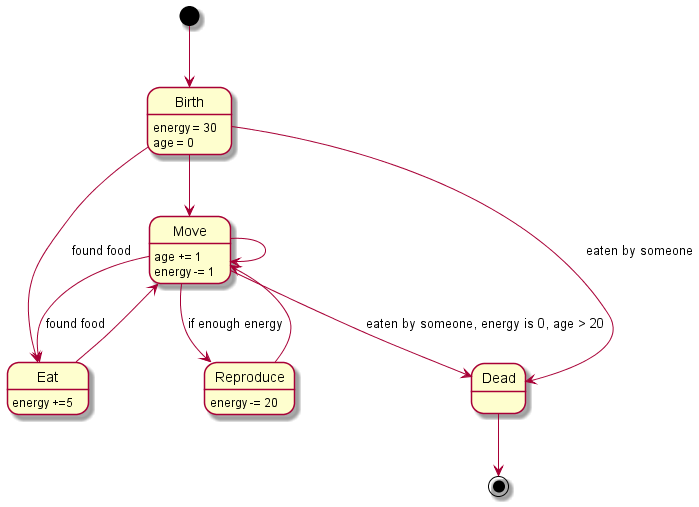 Birth
energy = 30
age = 0
eaten by someone
found food
Move
age += 1
energy -= 1
found food
if enough energy
eaten by someone, energy is 0, age > 20
Eat
energy +=5
Reproduce
energy -= 20
Dead